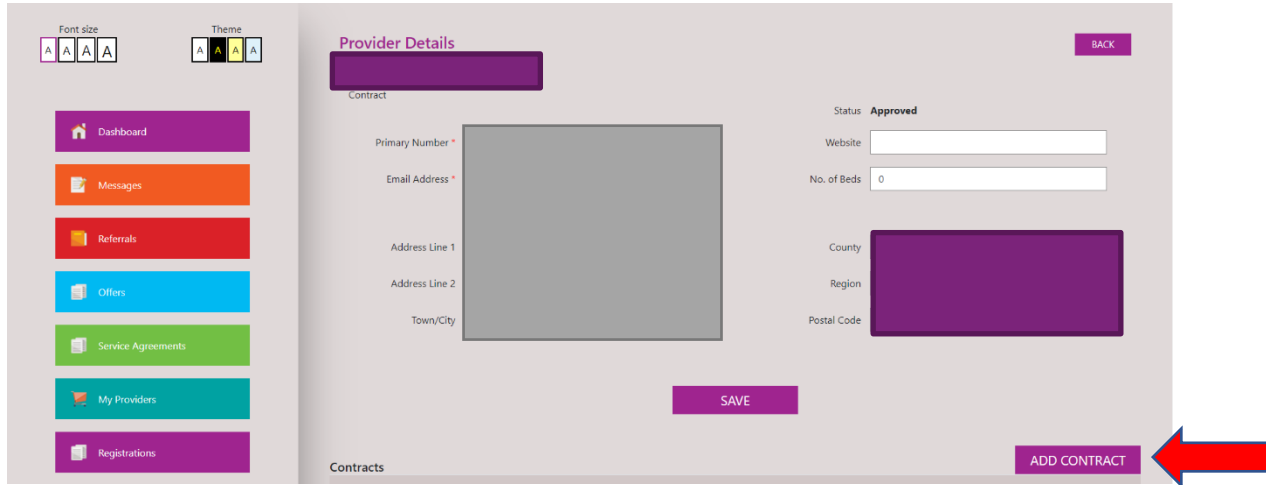 Font size
Theme
A A A A
A A A A
Dashboard
Messages
Referrals
Offers
Service Agreements
My Providers
Registrations
Provider Details
BACK
Contract
Status Approved
Primary Number *
Website
Email Address *
No. of Beds 0
Address Line 1
County
Address Line 2
Region
Town/City
Postal Code
SAVE
ADD CONTRACT
Contracts